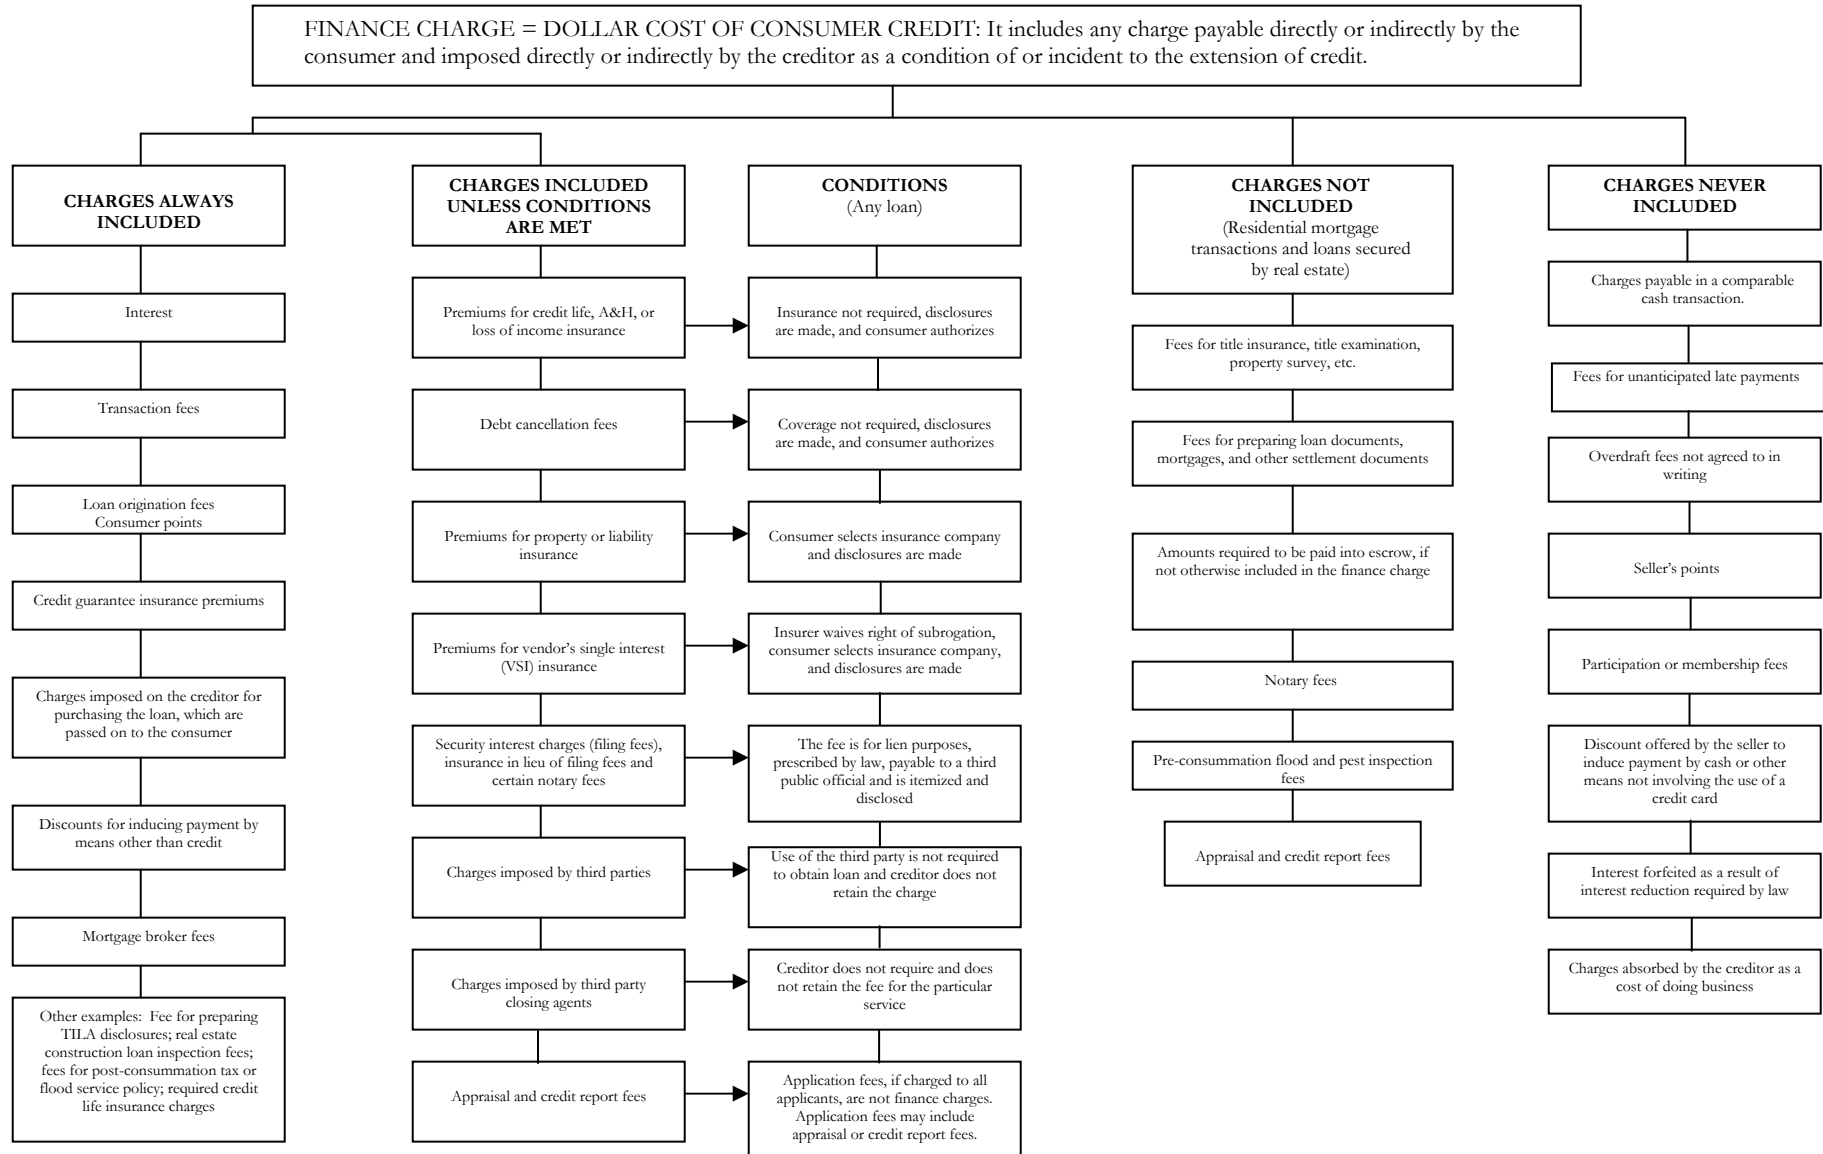 FINANCE CHARGE = DOLLAR COST OF CONSUMER CREDIT: It includes any charge payable directly or indirectly by the
consumer and imposed directly or indirectly by the creditor as a condition of or incident to the extension of credit.
CHARGES ALWAYS
INCLUDED
Interest
Transaction fees
Loan origination fees
Consumer points
Credit guarantee insurance premiums
Charges imposed on the creditor for
purchasing the loan, which are
passed on to the consumer
Discounts for inducing payment by
means other than credit
Mortgage broker fees
Other examples: Fee for preparing
TILA disclosures; real estate
construction loan inspection fees;
fees for post-consummation tax or
flood service policy; required credit
life insurance charges
CHARGES INCLUDED
UNLESS CONDITIONS
ARE MET
Premiums for credit life, A&H, or
loss of income insurance
Debt cancellation fees
Premiums for property or liability
insurance
Premiums for vendor's single interest
(VSI) insurance
Security interest charges (filing fees),
insurance in lieu of filing fees and
certain notary fees
Charges imposed by third parties
Charges imposed by third party
closing agents
Appraisal and credit report fees
CONDITIONS
(Any loan)
Insurance not required, disclosures
are made, and consumer authorizes
Coverage not required, disclosures
are made, and consumer authorizes
Consumer selects insurance company
and disclosures are made
Insurer waives right of subrogation,
consumer selects insurance company,
and disclosures are made
The fee is for lien purposes,
prescribed by law, payable to a third
public official and is itemized and
disclosed
Use of the third party is not required
to obtain loan and creditor does not
retain the charge
Creditor does not require and does
not retain the fee for the particular
service
Application fees, if charged to all
applicants, are not finance charges.
Application fees may include
appraisal or credit report fees.
CHARGES NOT
INCLUDED
(Residential mortgage
transactions and loans secured
by real estate)
Fees for title insurance, title examination,
property survey, etc.
Fees for preparing loan documents,
mortgages, and other settlement documents
Amounts required to be paid into escrow, if
not otherwise included in the finance charge
Notary fees
Pre-consummation flood and pest inspection
fees
Appraisal and credit report fees
CHARGES NEVER
INCLUDED
Charges payable in a comparable
cash transaction.
Fees for unanticipated late payments
Overdraft fees not agreed to in
writing
Seller's points
Participation or membership fees
Discount offered by the seller to
induce payment by cash or other
means not involving the use of a
credit card
Interest forfeited as a result of
interest reduction required by law
Charges absorbed by the creditor as a
cost of doing business